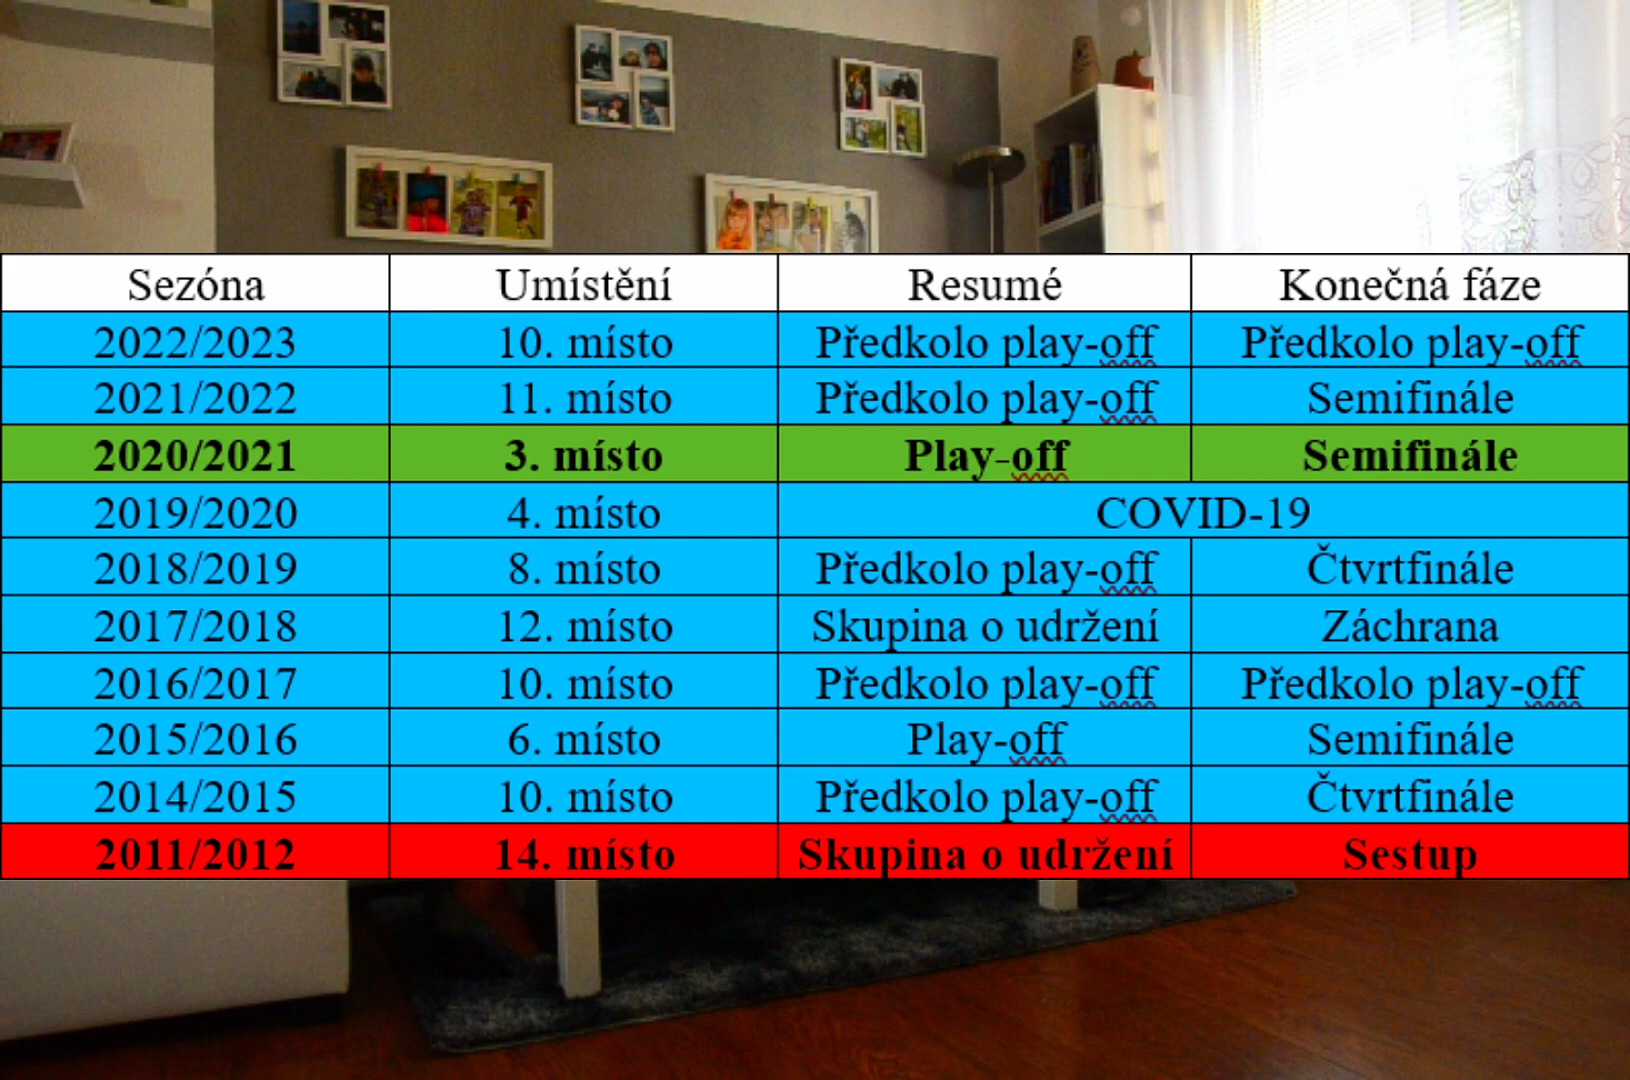 Sezóna Umístění Resumé Konečná fáze
2022/2023 10. místo Předkolo play-off Předkolo play-off
2021/2022 11. místo Předkolo play-off Semifinále
2020/2021 3. místo Play-off Semifinále
2019/2020 4. místo COVID-19
2018/2019 8. místo Předkolo play-off Čtvrtfinále
2017/2018 12. místo Skupina o udržení Záchrana
2016/2017 10. místo Předkolo play-off Předkolo play-off
2015/2016 6. místo Play-off Semifinále
2014/2015 10. místo Předkolo play-off Čtvrtfinále
2011/2012 14. místo Skupina o udržení Sestup